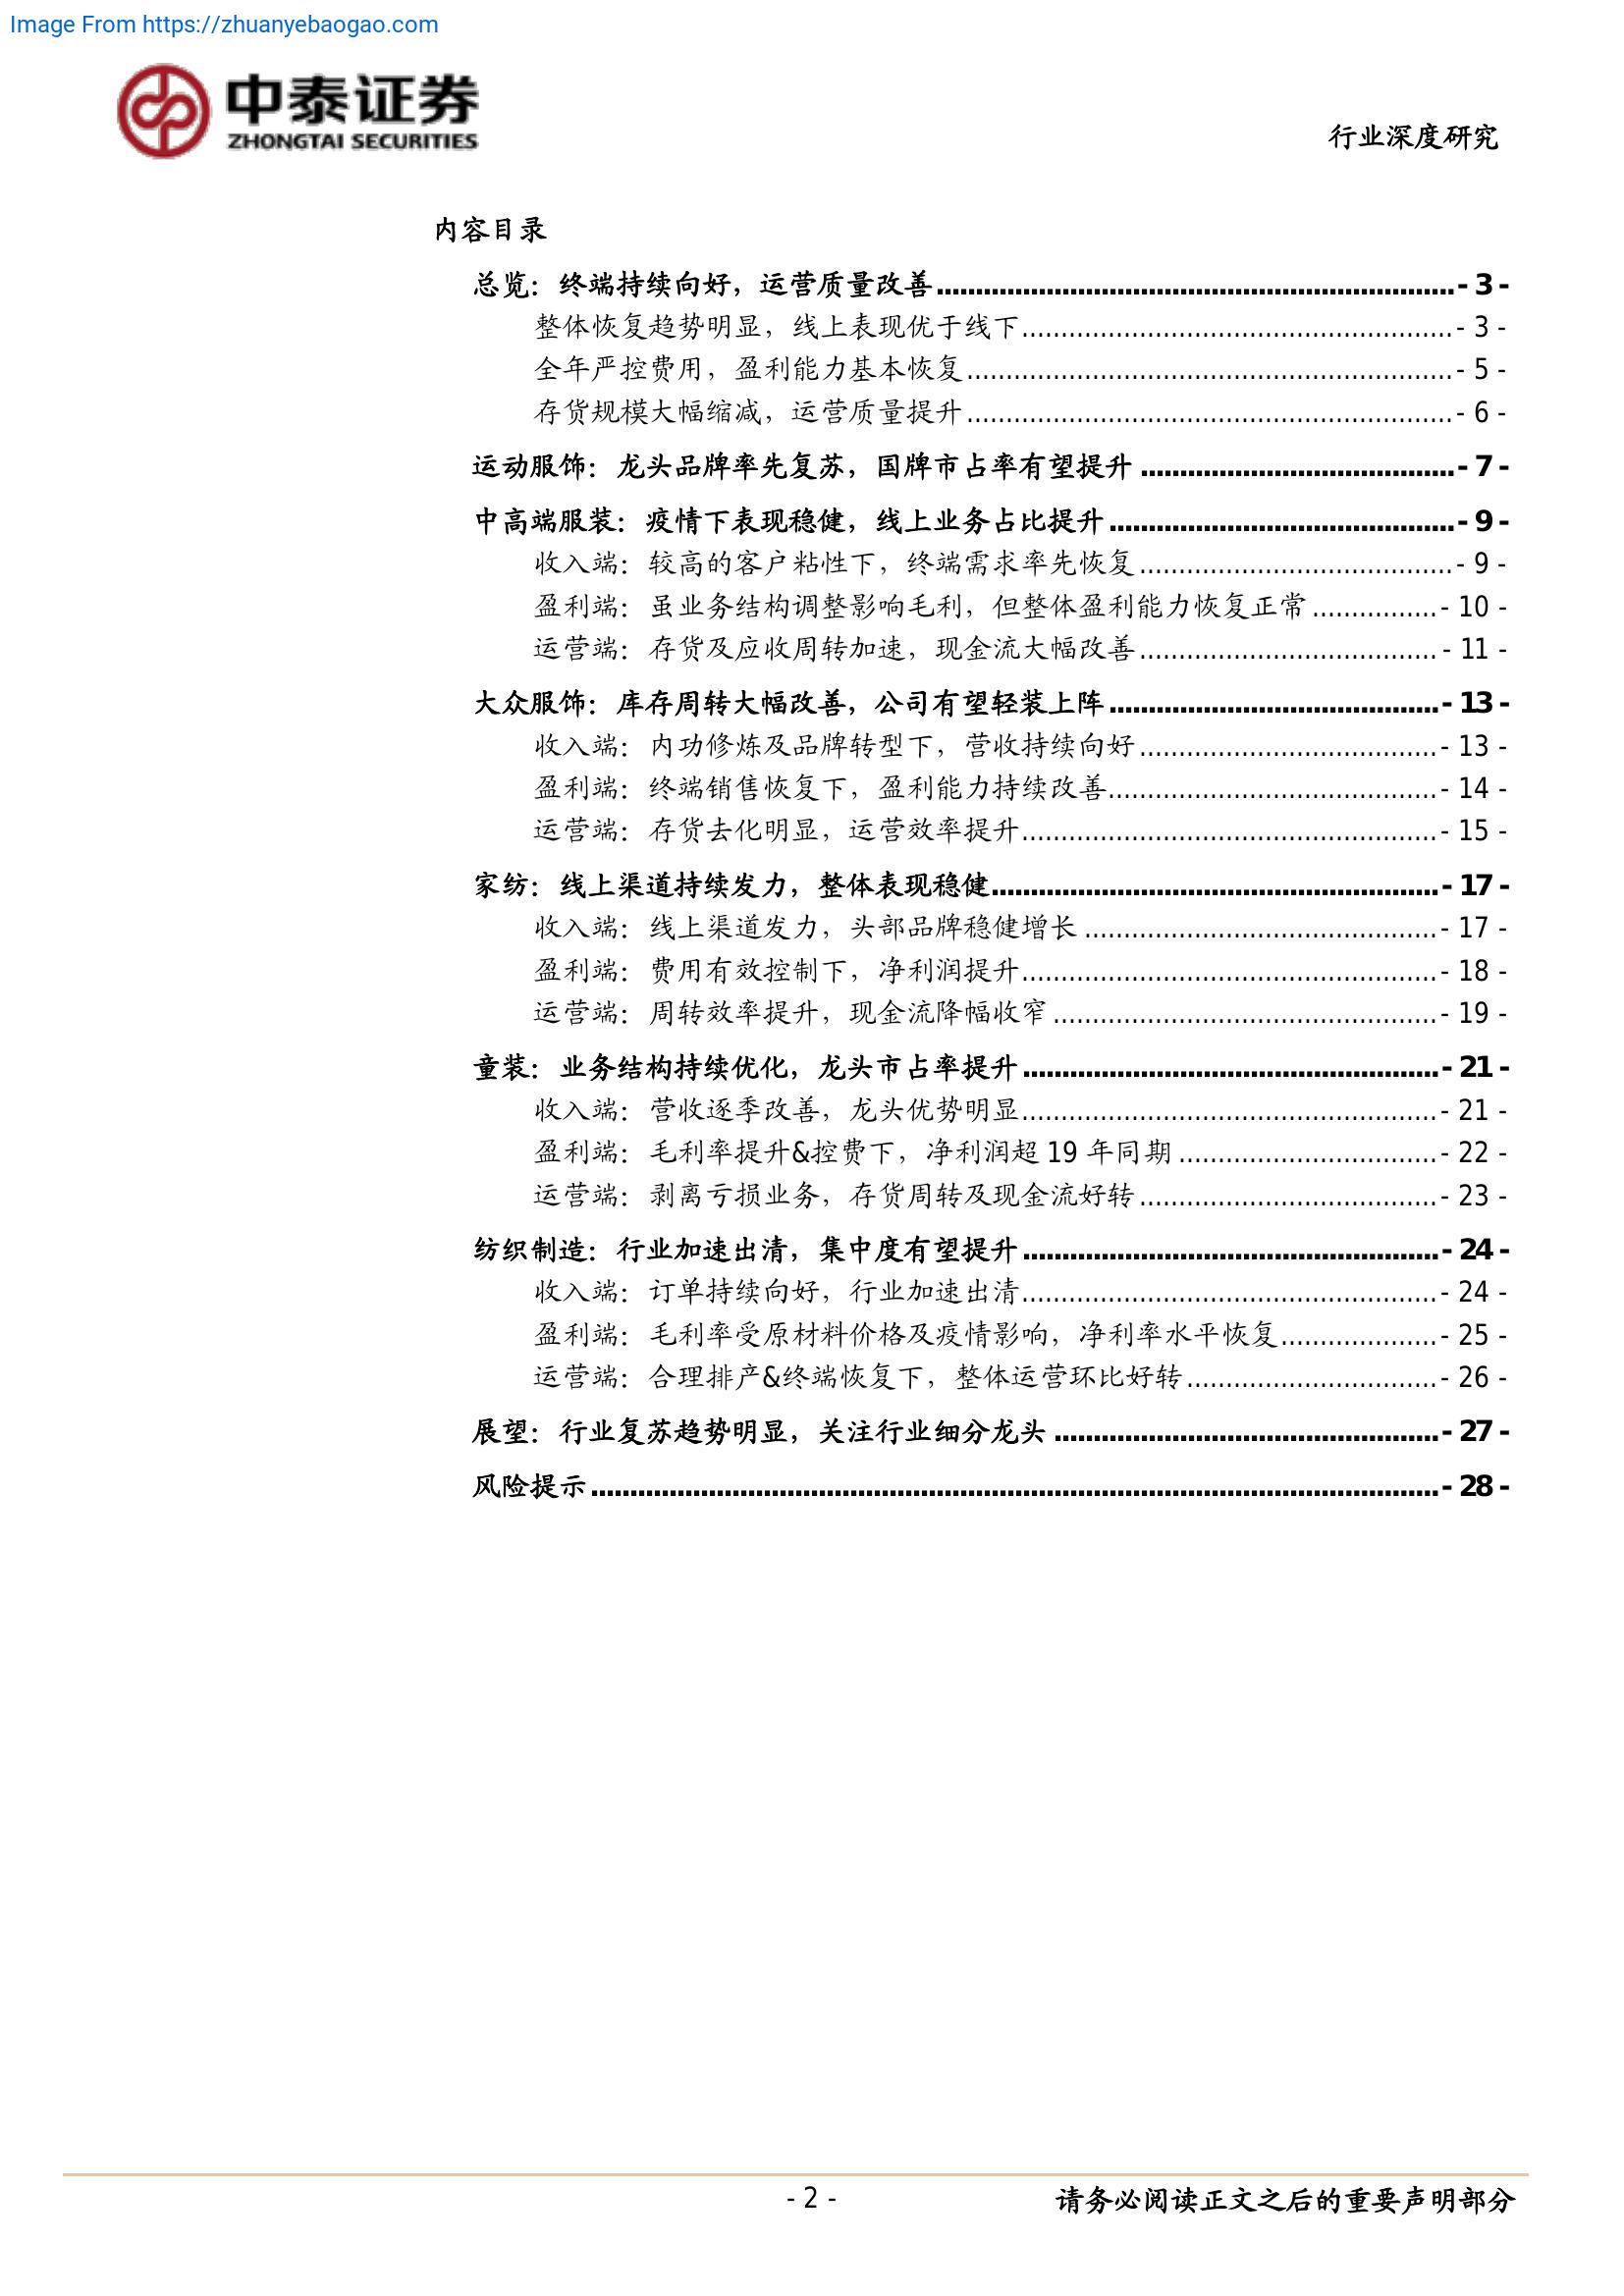 Image From https://zhuanyebaogao.com
中泰证券
ZHONGTAI SECURITIES
行业深度研究
内容目录
总览：终端持续向好，运营质量改善 - 3 -
整体恢复趋势明显，线上表现优于线下 - 3 -
全年严控费用，盈利能力基本恢复 - 5 -
存货规模大幅缩减，运营质量提升 - 6 -
运动服饰：龙头品牌率先复苏，国牌市占率有望提升 - 7 -
中高端服装：疫情下表现稳健，线上业务占比提升 - 9 -
收入端：较高的客户粘性下，终端需求率先恢复 - 9 -
盈利端：虽业务结构调整影响毛利，但整体盈利能力恢复正常 - 10 -
运营端：存货及应收周转加速，现金流大幅改善 - 11 -
大众服饰：库存周转大幅改善，公司有望轻装上阵 - 13 -
收入端：内功修炼及品牌转型下，营收持续向好 - 13 -
盈利端：终端销售恢复下，盈利能力持续改善 - 14 -
运营端：存货去化明显，运营效率提升 - 15 -
家纺：线上渠道持续发力，整体表现稳健 - 17 -
收入端：线上渠道发力，头部品牌稳健增长 - 17 -
盈利端：费用有效控制下，净利润提升 - 18 -
运营端：周转效率提升，现金流降幅收窄 - 19 -
童装：业务结构持续优化，龙头市占率提升 - 21 -
收入端：营收逐季改善，龙头优势明显 - 21 -
盈利端：毛利率提升&控费下，净利润超 19 年同期 - 22 -
运营端：剥离亏损业务，存货周转及现金流好转 - 23 -
纺织制造：行业加速出清，集中度有望提升 - 24 -
收入端：订单持续向好，行业加速出清 - 24 -
盈利端：毛利率受原材料价格及疫情影响，净利率水平恢复 - 25 -
运营端：合理排产&终端恢复下，整体运营环比好转 - 26 -
展望：行业复苏趋势明显，关注行业细分龙头 - 27 -
风险提示 - 28 -
- 2 -
请务必阅读正文之后的重要声明部分